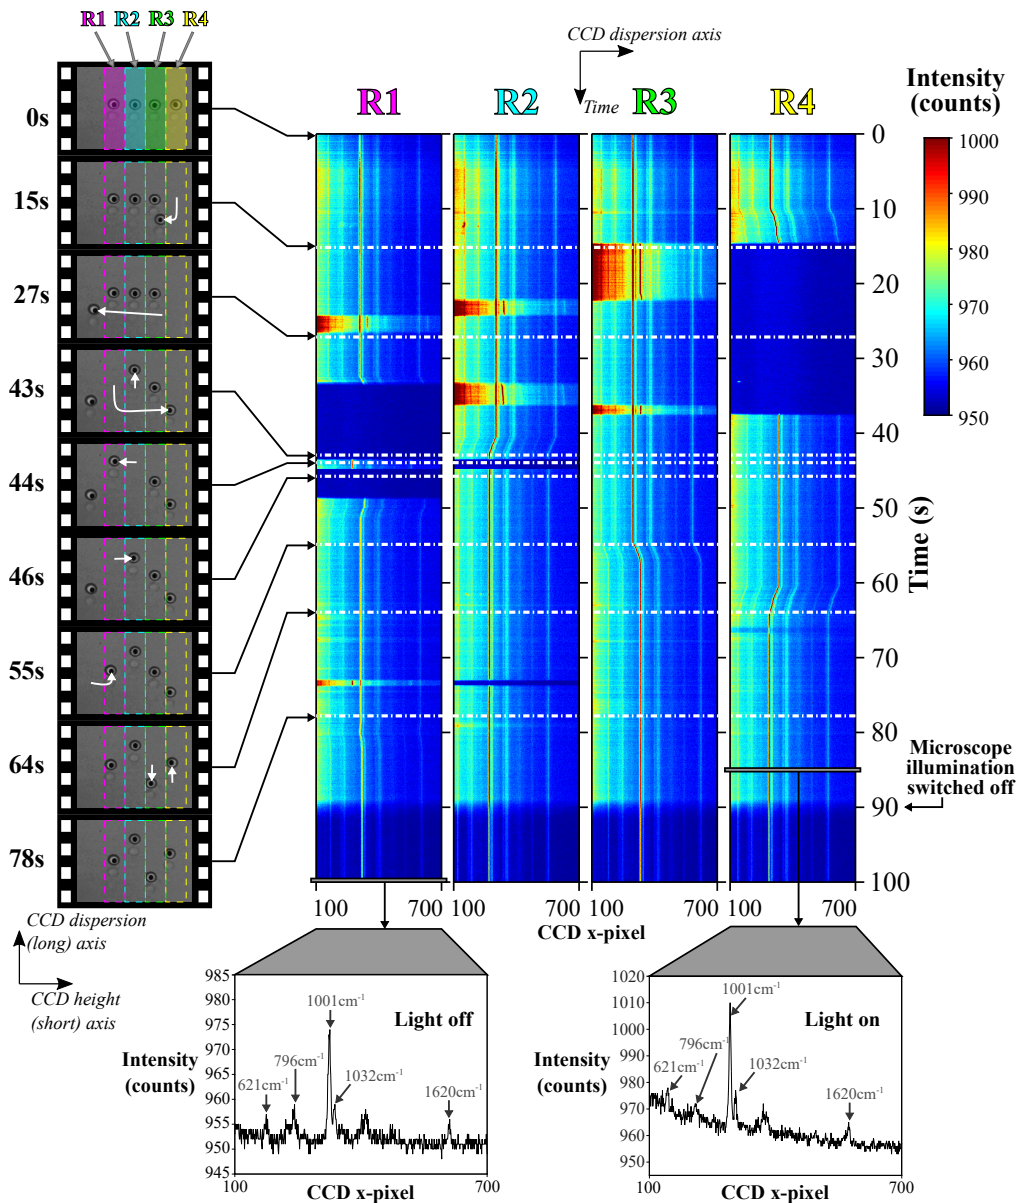 R1 R2 R3 R4
CCD dispersion axis
Time
R1 R2 R3 R4
Intensity
(counts)
1000
990
980
970
960
950
0s
15s
27s
43s
44s
46s
55s
64s
78s
0
10
20
30
40
50
60
70
80
90
100
Time (s)
Microscope
illumination
switched off
100 700 100 700 100 700 100 700
CCD x-pixel
CCD dispersion
(long) axis
CCD height
(short) axis
985
980
975
970
965
960
955
950
945
Intensity
(counts)
1001cm-1
Light off
796cm-1
1032cm-1
621cm-1
1620cm-1
100 700
CCD x-pixel
1020
1010
1000
990
980
970
960
950
Intensity
(counts)
1001cm-1
Light on
796cm-1
621cm-1
1032cm-1
1620cm-1
100 700
CCD x-pixel